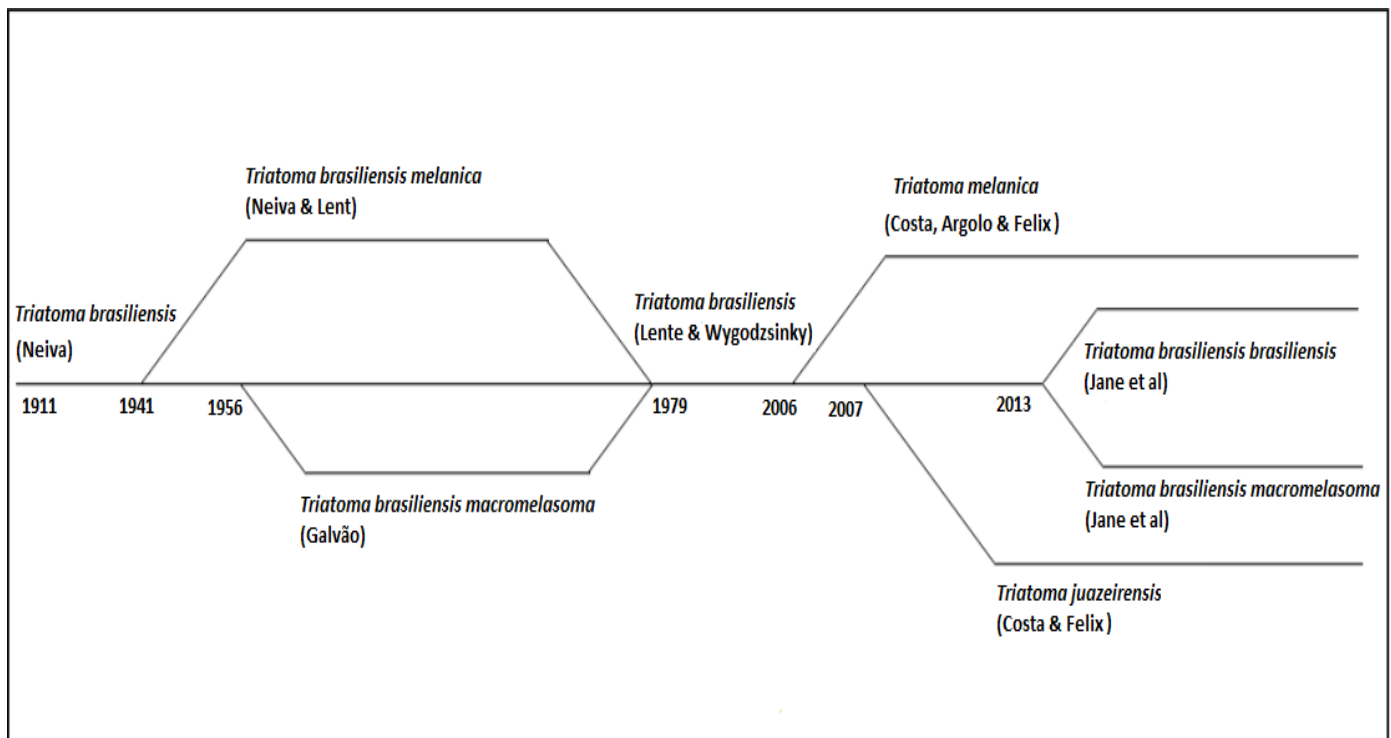 Triatoma brasiliensis melanica
(Neiva & Lent)
Triatoma melanica
(Costa, Argolo & Felix )
Triatoma brasiliensis
(Neiva)
Triatoma brasiliensis
(Lente & Wygodzsinky)
Triatoma brasiliensis brasiliensis
(Jane et al)
1911
1941
1956
1979
2006
2007
2013
Triatoma brasiliensis macromelasoma
(Galvão)
Triatoma brasiliensis macromelasoma
(Jane et al)
Triatoma juazeirensis
(Costa & Felix )